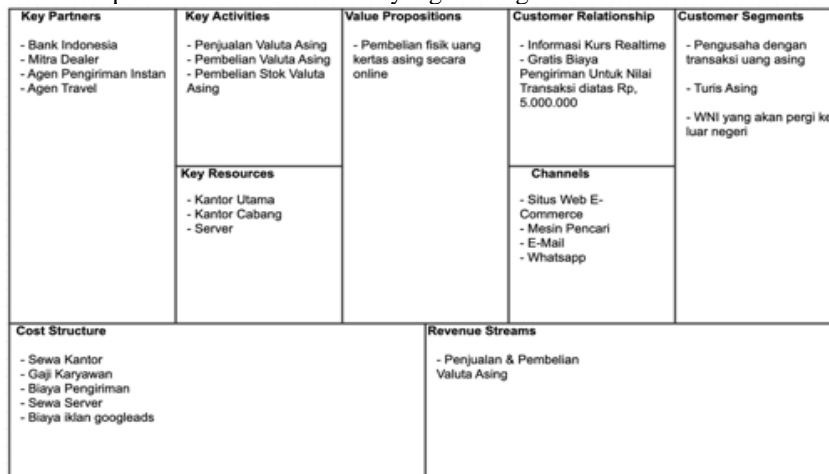 Key Partners
- Bank Indonesia
- Mitra Dealer
- Agen Pengiriman Instan
- Agen Travel
Key Activities
- Penjualan Valuta Asing
- Pembelian Valuta Asing
- Pembelian Stok Valuta
Asing
Key Resources
- Kantor Utama
- Kantor Cabang
- Server
Value Propositions
- Pembelian fisik uang
kertas asing secara
online
Customer Relationship
- Informasi Kurs Realtime
- Gratis Biaya
Pengiriman Untuk Nilai
Transaksi diatas Rp,
5.000.000
Channels
- Situs Web E-
Commerce
- Mesin Pencari
- E-Mail
- Whatsapp
Customer Segments
- Pengusaha dengan
transaksi uang asing
- Turis Asing
- WNI yang akan pergi ke
luar negeri
Cost Structure
- Sewa Kantor
- Gaji Karyawan
- Biaya Pengiriman
- Sewa Server
- Biaya iklan googleads
Revenue Streams
- Penjualan & Pembelian
Valuta Asing